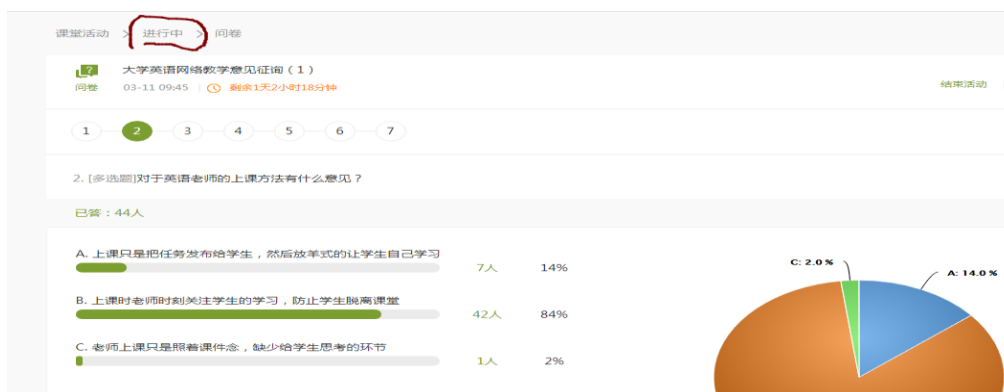 课堂活动 > 进行中 > 问卷
大学英语网络教学意见征询（1）
问卷 03-11 09:45 剩余1天2小时18分钟
结束活动
1 2 3 4 5 6 7
2. [多选题]对于英语老师的上课方法有什么意见？
已答：44人
A. 上课只是把任务发布给学生，然后放羊式的让学生自己学习
7人 14%
B. 上课时老师时刻关注学生的学习，防止学生脱离课堂
42人 84%
C. 老师上课只是照着课件念，缺少给学生思考的环节
1人 2%
C: 2.0 %
A: 14.0 %